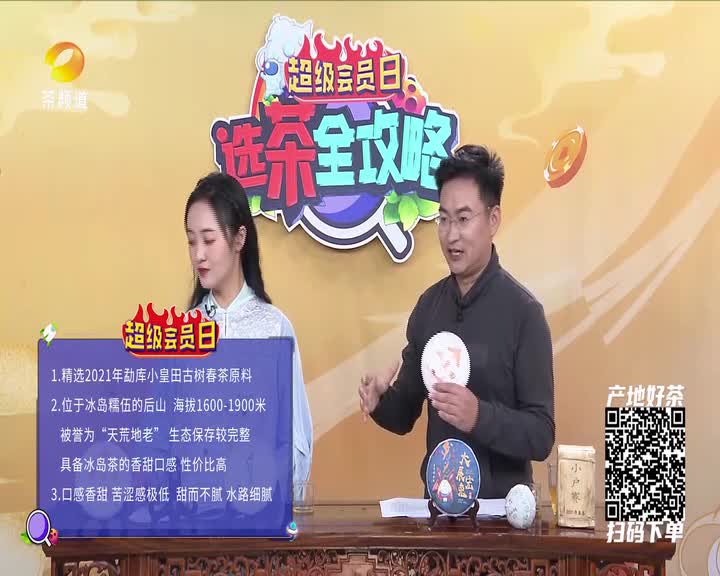 茶频道
超级会员日
选茶全攻略
超级会员日
1.精选2021年勐库小皇田古树春茶原料
2.位于冰岛糯伍的后山 海拔1600-1900米
被誉为“天荒地老” 生态保存较完整
具备冰岛茶的香甜口感 性价比高
3.口感香甜 苦涩感极低 甜而不腻 水路细腻
产地好茶
扫码下单
小户赛